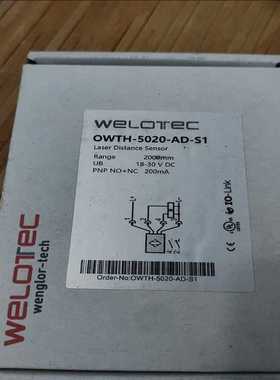 WELOTEC
OWTH-5020-AD-S1
Laser Distance Sensor
Range 2000mm
UB 18-30 V DC
PNP NO+NC 200mA
IO-Link
Order-No:OWTH-5020-AD-S1
WELOTEC
wenglor-tech